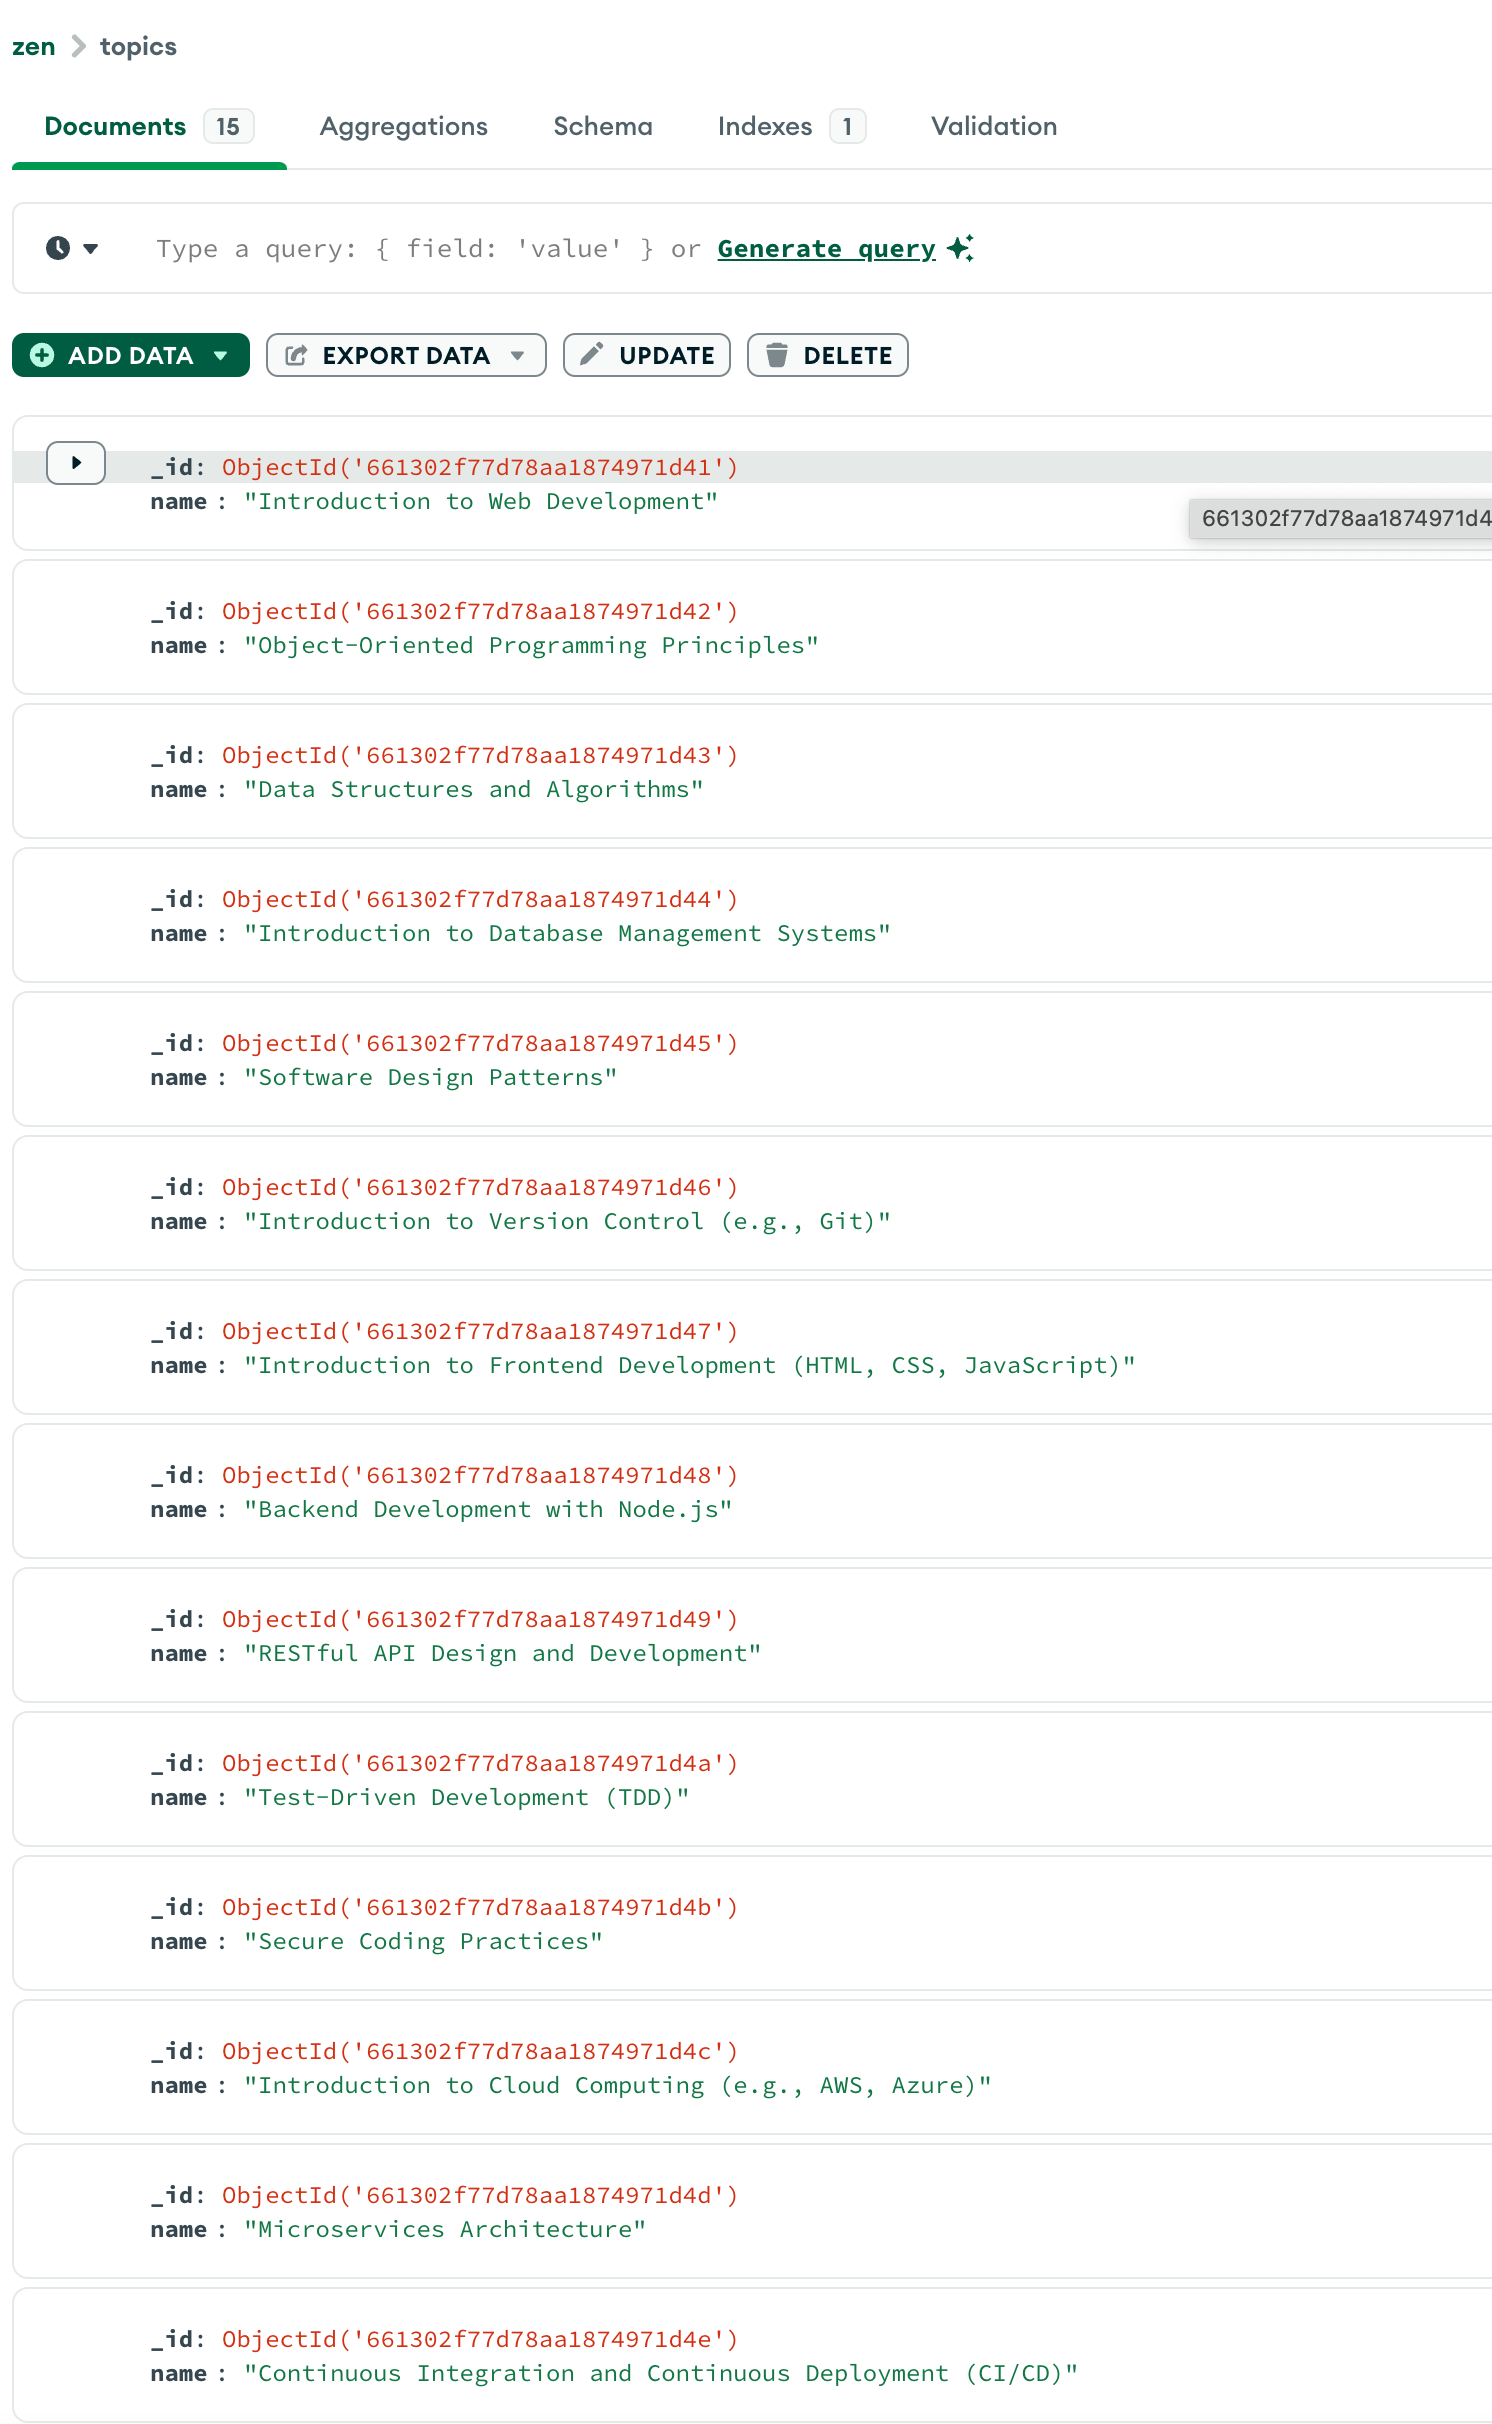 zen > topics
Documents 15 Aggregations Schema Indexes 1 Validation
Type a query: { field: 'value' } or Generate query
ADD DATA EXPORT DATA UPDATE DELETE
_id: ObjectId('661302f77d78aa1874971d41')
name : "Introduction to Web Development"
661302f77d78aa1874971d4
_id: ObjectId('661302f77d78aa1874971d42')
name : "Object-Oriented Programming Principles"
_id: ObjectId('661302f77d78aa1874971d43')
name : "Data Structures and Algorithms"
_id: ObjectId('661302f77d78aa1874971d44')
name : "Introduction to Database Management Systems"
_id: ObjectId('661302f77d78aa1874971d45')
name : "Software Design Patterns"
_id: ObjectId('661302f77d78aa1874971d46')
name : "Introduction to Version Control (e.g., Git)"
_id: ObjectId('661302f77d78aa1874971d47')
name : "Introduction to Frontend Development (HTML, CSS, JavaScript)"
_id: ObjectId('661302f77d78aa1874971d48')
name : "Backend Development with Node.js"
_id: ObjectId('661302f77d78aa1874971d49')
name : "RESTful API Design and Development"
_id: ObjectId('661302f77d78aa1874971d4a')
name : "Test-Driven Development (TDD)"
_id: ObjectId('661302f77d78aa1874971d4b')
name : "Secure Coding Practices"
_id: ObjectId('661302f77d78aa1874971d4c')
name : "Introduction to Cloud Computing (e.g., AWS, Azure)"
_id: ObjectId('661302f77d78aa1874971d4d')
name : "Microservices Architecture"
_id: ObjectId('661302f77d78aa1874971d4e')
name : "Continuous Integration and Continuous Deployment (CI/CD)"